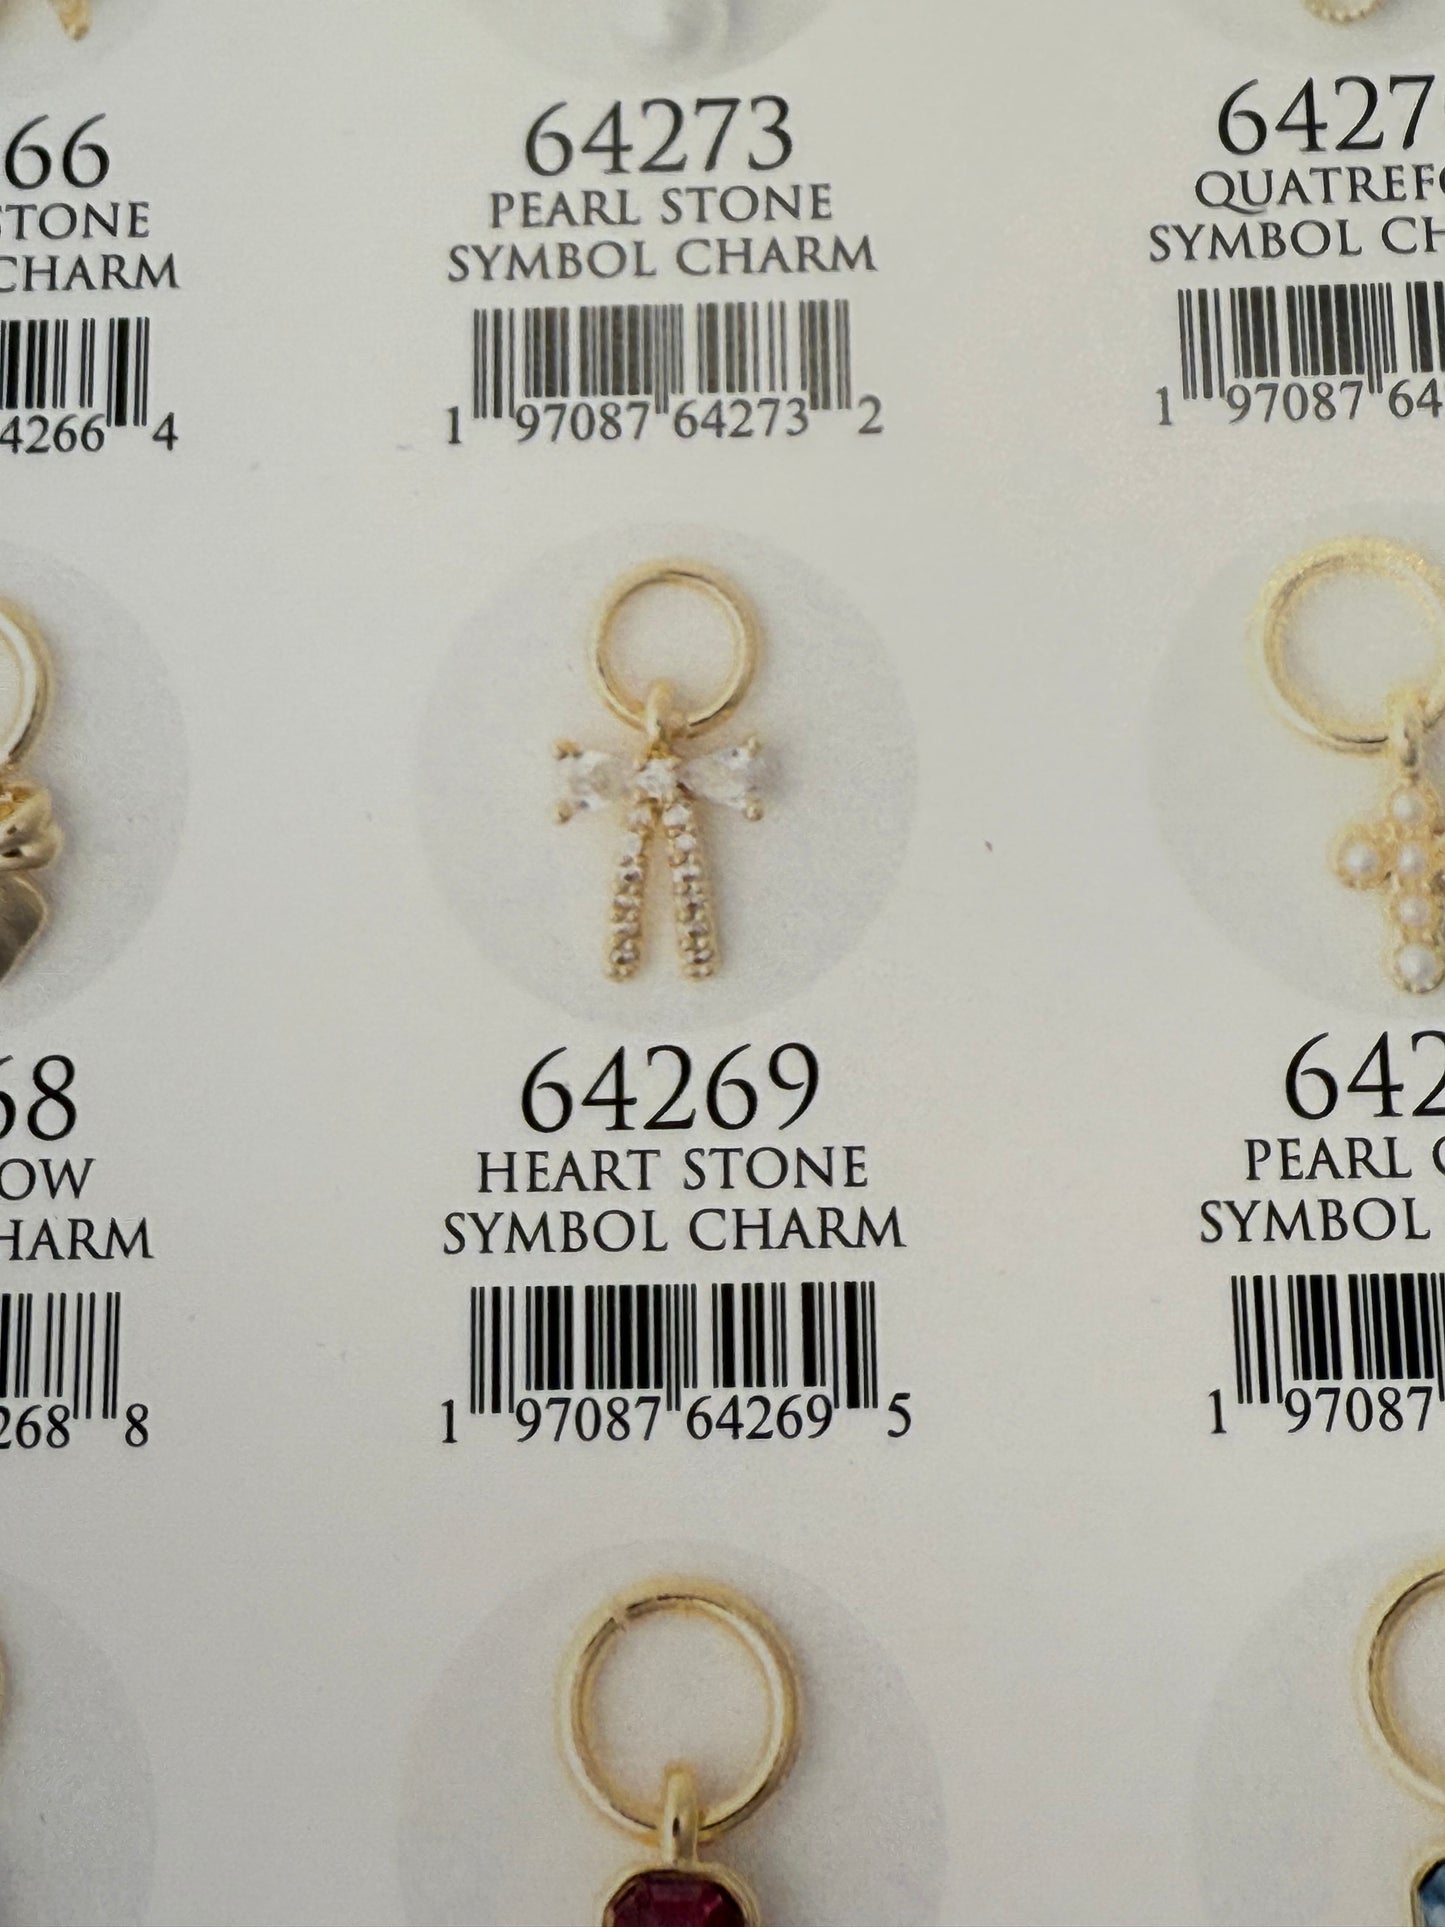 66
STONE
CHARM
4266 4
64273
PEARL STONE
SYMBOL CHARM
1 97087 64273 2
6427
QUATREFO
SYMBOL CH
1 97087 64
68
OW
HARM
268 8
64269
HEART STONE
SYMBOL CHARM
1 97087 64269 5
642
PEARL C
SYMBOL
1 97087